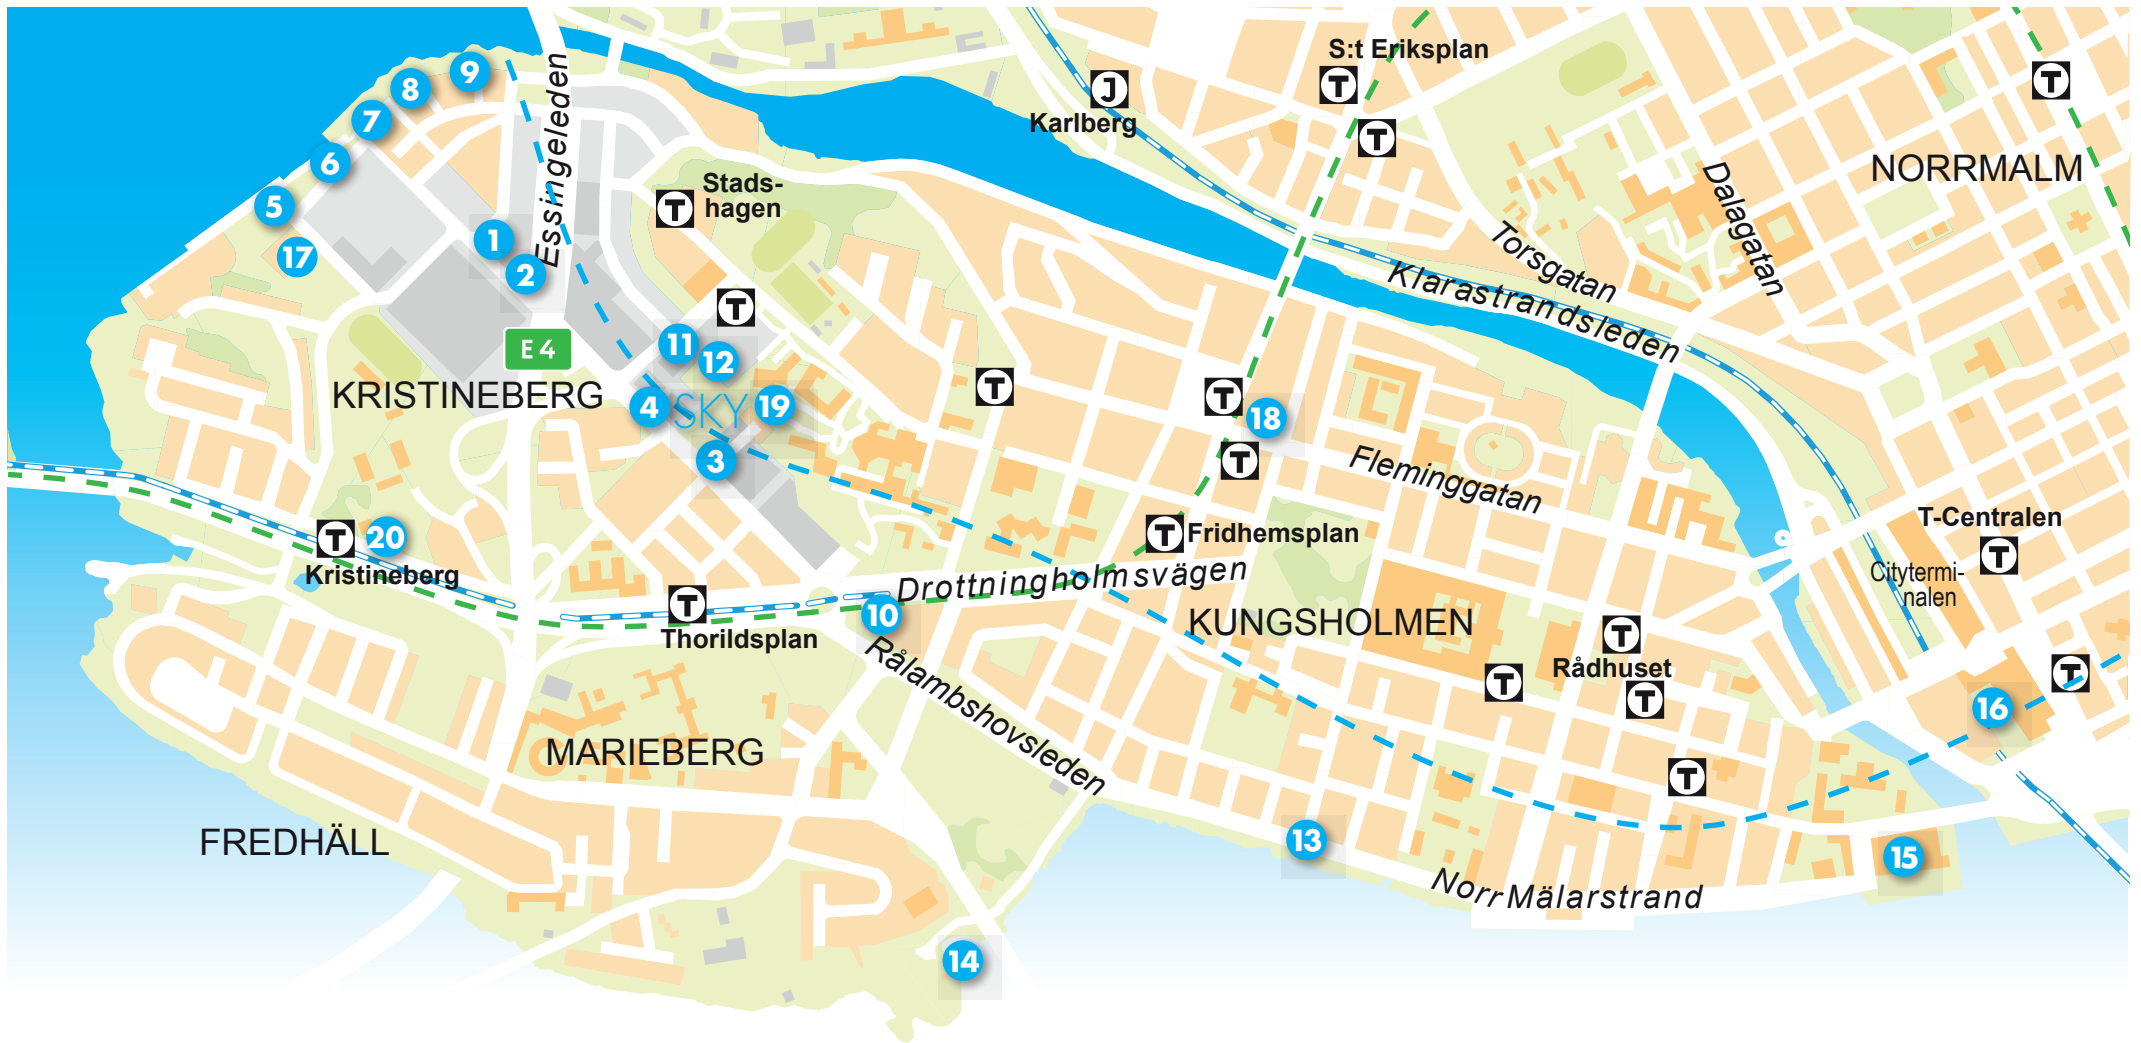 9
8
7
6
5
17
1
2
Essingeleden
E 4
KRISTINEBERG
Stads-
hagen
T
T
11
12
4
SKY
19
3
J
Karlberg
S:t Eriksplan
T
T
T
NORRMALM
Dalagatan
Torsgatan
Klarastrandsleden
T
T
18
T
Fleminggatan
T
Fridhemsplan
T-Centralen
T
Citytermi-
nalen
T
20
Kristineberg
T
Thorildsplan
10
Drottningholmsvägen
KUNGSHOLMEN
T
Rådhuset
T
T
T
16
T
Rålambshovsleden
MARIEBERG
FREDHÄLL
13
15
Norr Mälarstrand
14